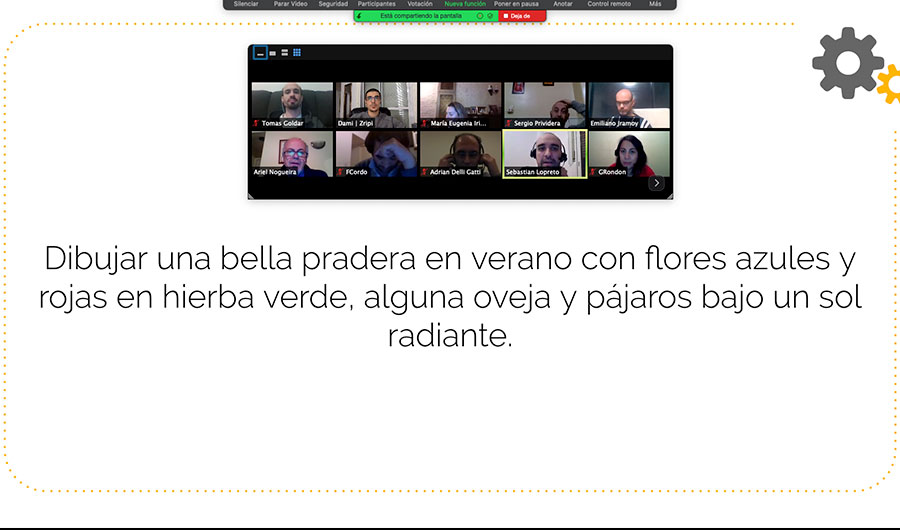 Silenciar Parar Video Seguridad Participantes Votación Nueva función Poner en pausa Anotar Control remoto Más
Está compartiendo la pantalla Deja de
Tomas Goldar Dami | Zripi María Eugenia Iri... Sergio Prividera Emiliano Jramoy
Ariel Nogueira FCordo Adrian Delli Gatti Sebastian Lopreto GRondon
Dibujar una bella pradera en verano con flores azules y
rojas en hierba verde, alguna oveja y pájaros bajo un sol
radiante.